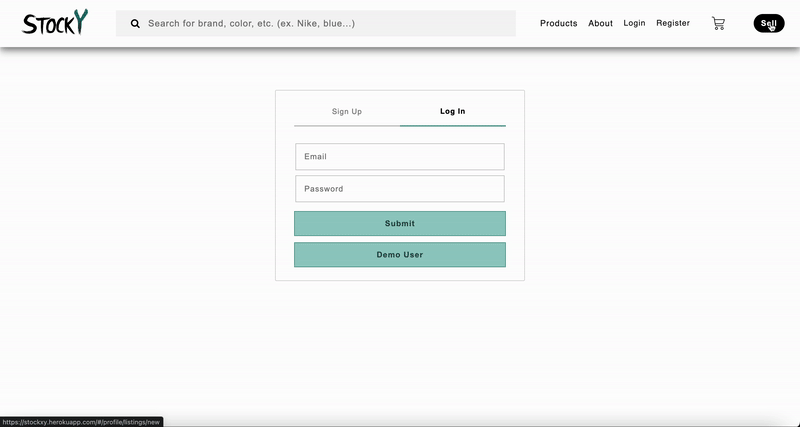 STOCKY
Search for brand, color, etc. (ex. Nike, blue...)
Products About Login Register
Sell
Sign Up Log In
Email
Password
Submit
Demo User
https://stockxy.herokuapp.com/#/profile/listings/new